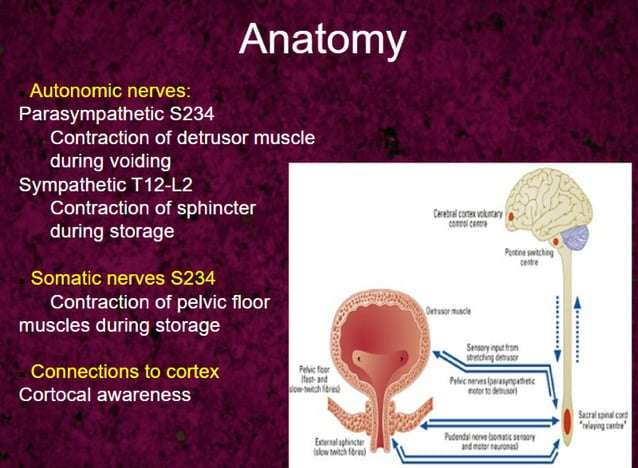 Anatomy
Autonomic nerves:
Parasympathetic S234
Contraction of detrusor muscle
during voiding
Sympathetic T12-L2
Contraction of sphincter
during storage
Somatic nerves S234
Contraction of pelvic floor
muscles during storage
Connections to cortex
Cortocal awareness
Cerebral cortex voluntary
control centre
Pontine switching
centre
Detrusor muscle
Sensory input from
stretching detrusor
Pelvic floor
(fast- and
slow-twitch fibres)
Pelvic nerves (parasympathetic
motor to detrusor)
Sacral spinal cord
"relaying centre"
Pudendal nerve (somatic sensory
and motor neurones)
External sphincter
(slow twitch fibres)